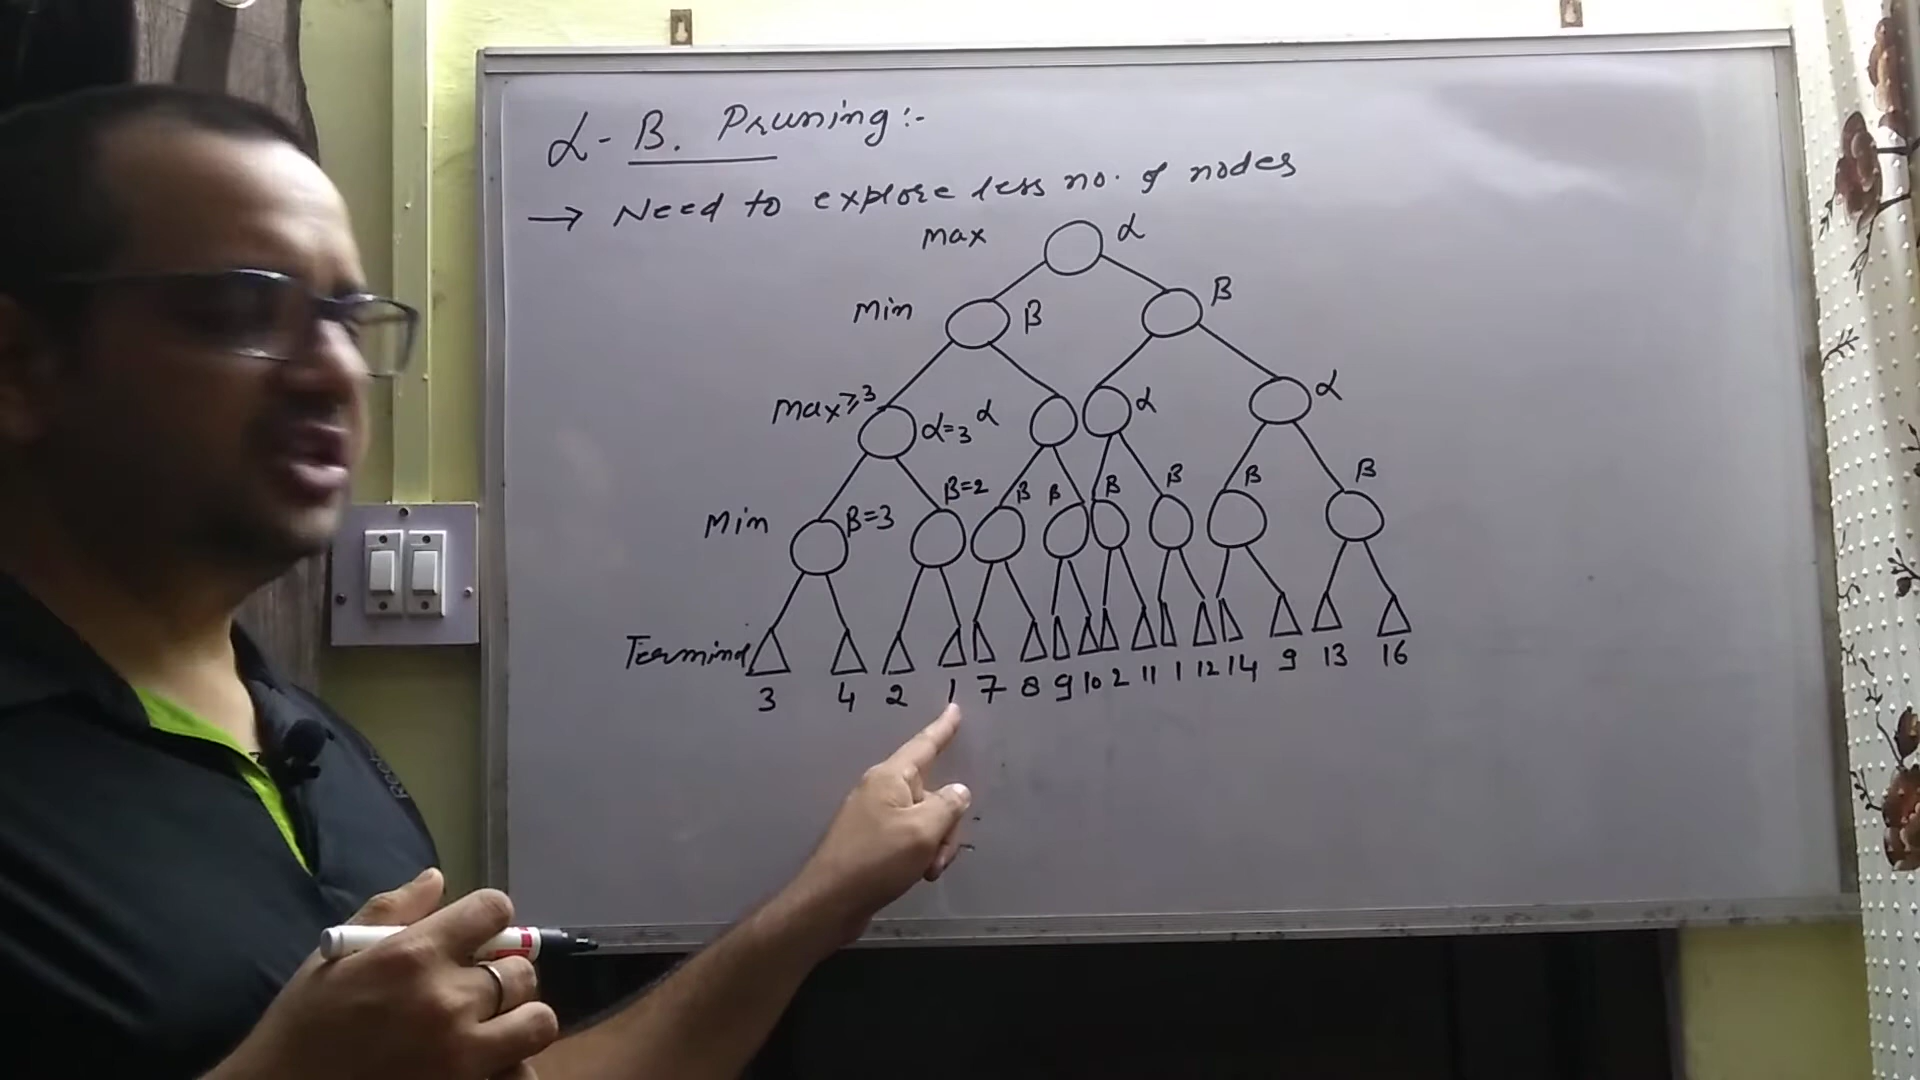 α- B. Pruning:-
→ Need to explore less no. of nodes
Max α
Min β β
Max ≥3 α=3 α α α
Min β=3 β=2 β β β β β β
Terminal
3 4 2 1 7 8 9 10 2 11 1 12 14 9 13 16